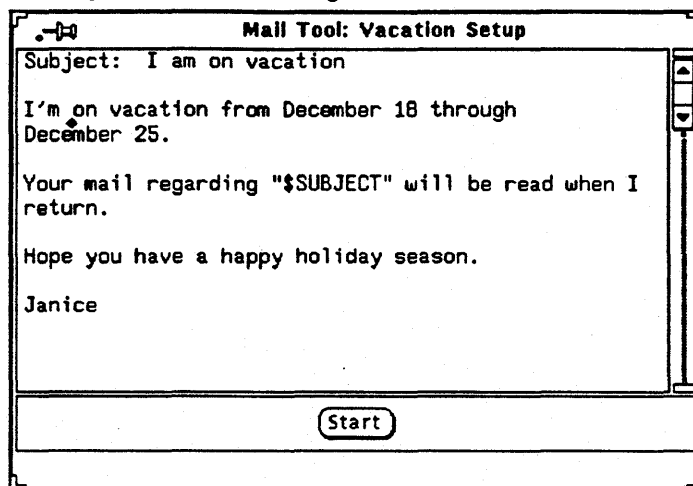 Mail Tool: Vacation Setup
Subject: I am on vacation
I'm on vacation from December 18 through
December 25.
Your mail regarding "$SUBJECT" will be read when I
return.
Hope you have a happy holiday season.
Janice
Start